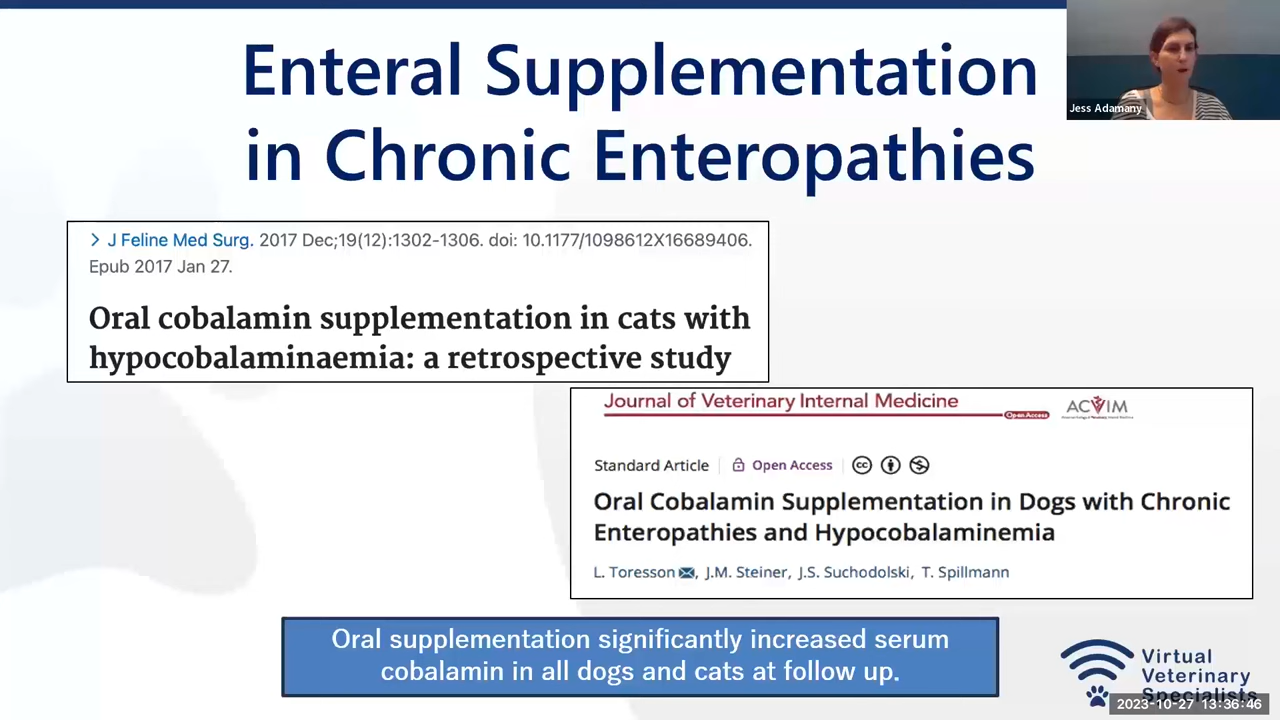 Enteral Supplementation
in Chronic Enteropathies
Jess Adamany
> J Feline Med Surg. 2017 Dec;19(12):1302-1306. doi: 10.1177/1098612X16689406.
Epub 2017 Jan 27.
Oral cobalamin supplementation in cats with
hypocobalaminaemia: a retrospective study
Journal of Veterinary Internal Medicine
Open Access
ACVIM
Standard Article
Open Access
cc
Oral Cobalamin Supplementation in Dogs with Chronic
Enteropathies and Hypocobalaminemia
L. Toresson, J.M. Steiner, J.S. Suchodolski, T. Spillmann
Oral supplementation significantly increased serum
cobalamin in all dogs and cats at follow up.
Virtual
Veterinary
Specialists
2023-10-27 13:36:46